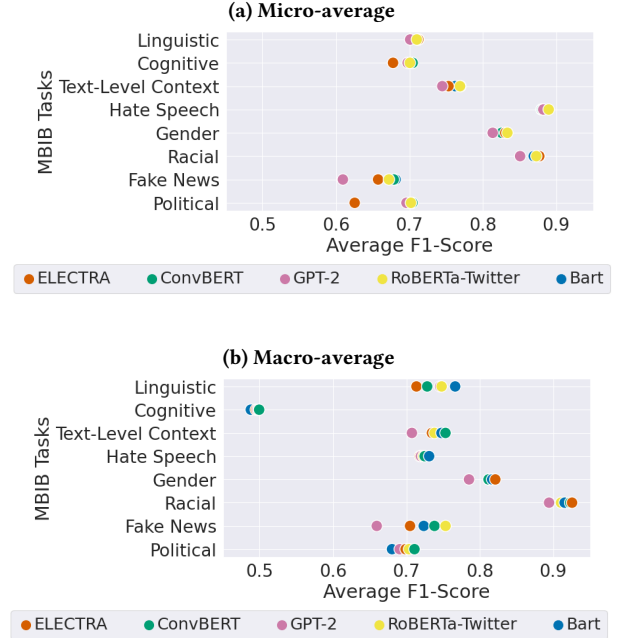 (a) Micro-average
MBIB Tasks
Linguistic
Cognitive
Text-Level Context
Hate Speech
Gender
Racial
Fake News
Political
0.5 0.6 0.7 0.8 0.9
Average F1-Score
ELECTRA ConvBERT GPT-2 RoBERTa-Twitter Bart
(b) Macro-average
MBIB Tasks
Linguistic
Cognitive
Text-Level Context
Hate Speech
Gender
Racial
Fake News
Political
0.5 0.6 0.7 0.8 0.9
Average F1-Score
ELECTRA ConvBERT GPT-2 RoBERTa-Twitter Bart